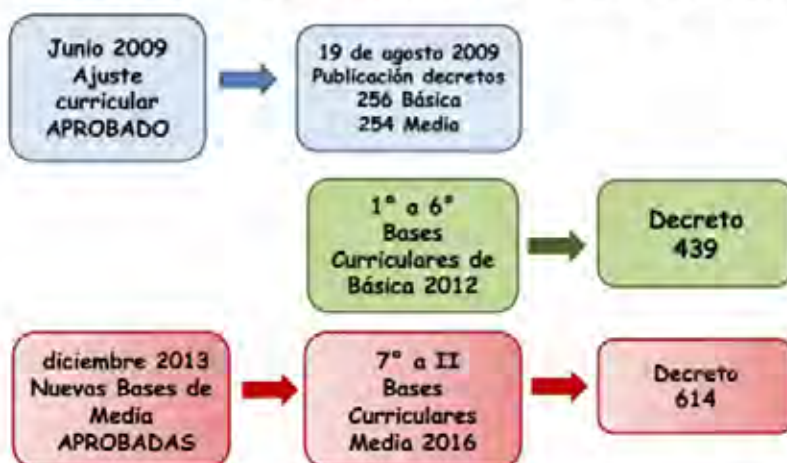 Junio 2009
Ajuste
curricular
APROBADO
19 de agosto 2009
Publicación decretos
256 Básica
254 Media
1° a 6°
Bases
Curriculares de
Básica 2012
Decreto
439
diciembre 2013
Nuevas Bases de
Media
APROBADAS
7° a II
Bases
Curriculares
Media 2016
Decreto
614